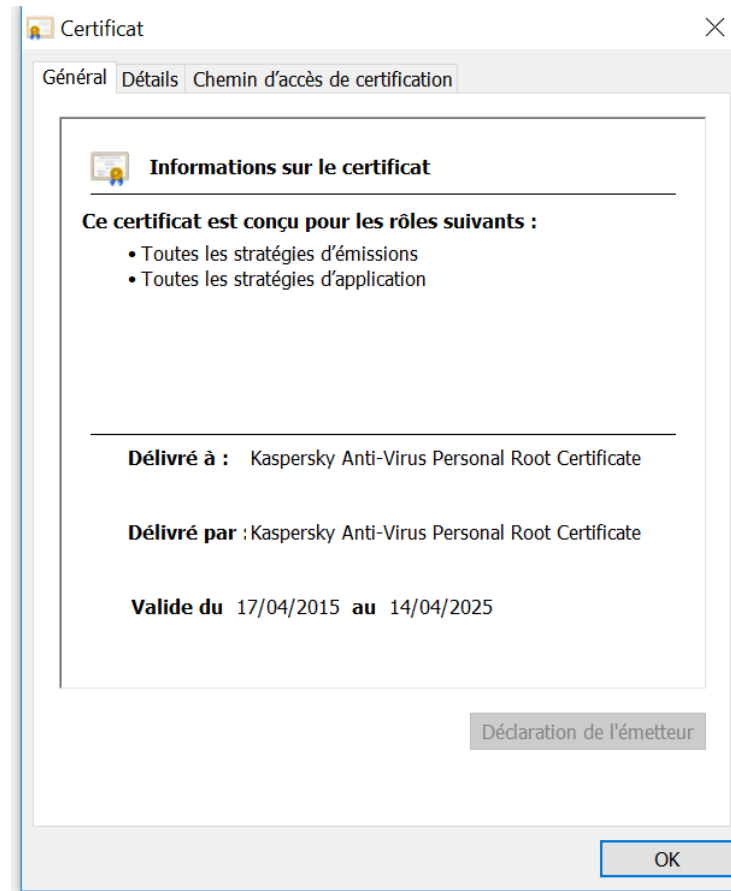 Certificat
Général Détails Chemin d’accès de certification
Informations sur le certificat
Ce certificat est conçu pour les rôles suivants :
• Toutes les stratégies d’émissions
• Toutes les stratégies d’application
Délivré à : Kaspersky Anti-Virus Personal Root Certificate
Délivré par : Kaspersky Anti-Virus Personal Root Certificate
Valide du 17/04/2015 au 14/04/2025
Déclaration de l'émetteur
OK